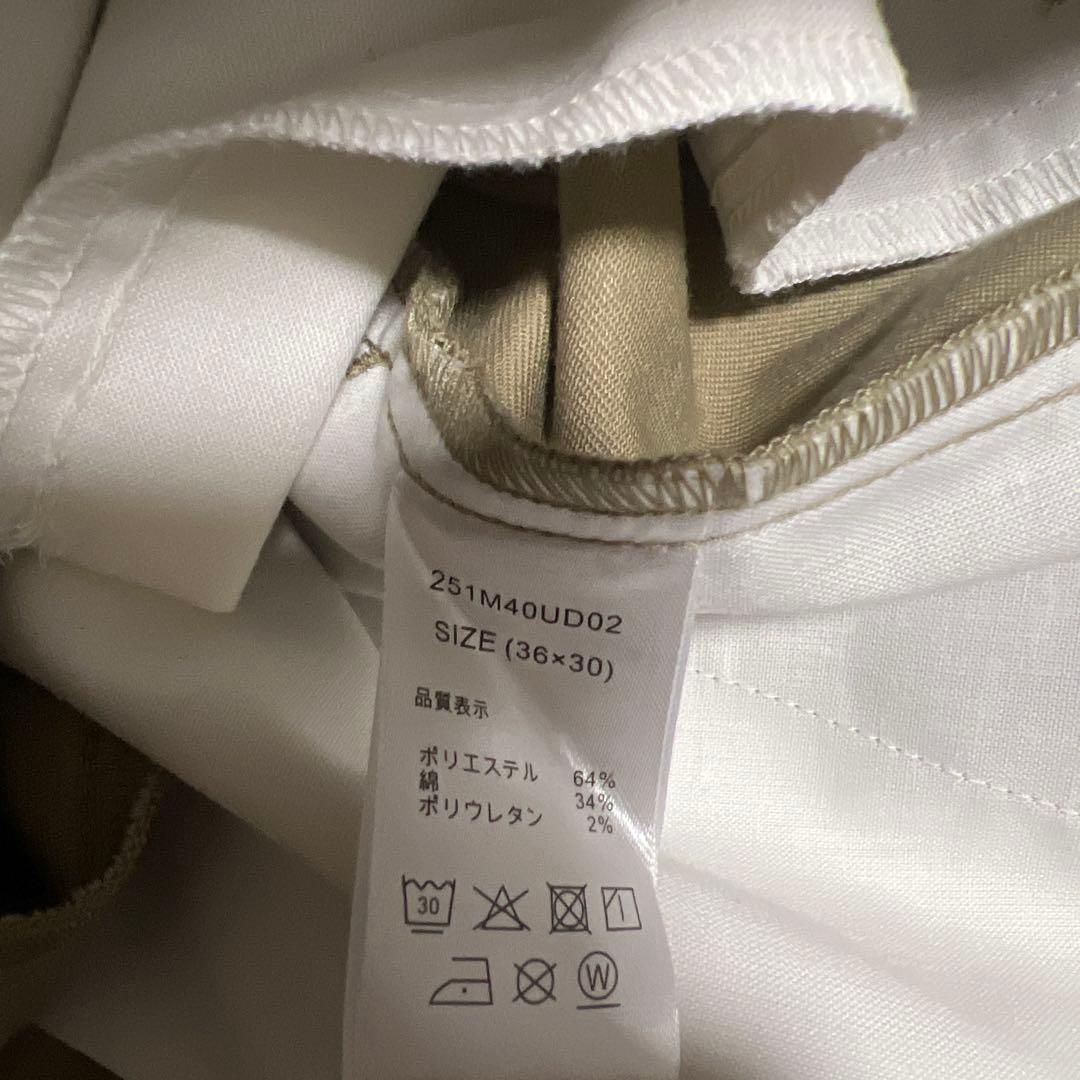 251M40UD02
SIZE (36×30)
品質表示
ポリエステル 64%
綿 34%
ポリウレタン 2%
30
W